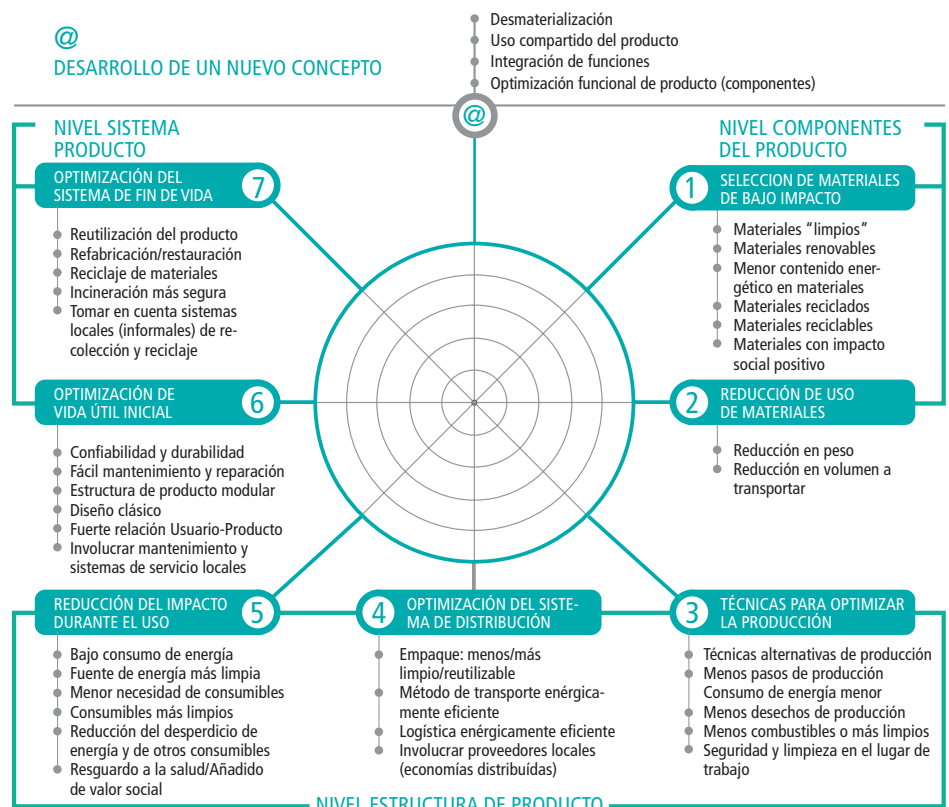 @
DESARROLLO DE UN NUEVO CONCEPTO
Desmaterialización
Uso compartido del producto
Integración de funciones
Optimización funcional de producto (componentes)
@
NIVEL SISTEMA
PRODUCTO
OPTIMIZACIÓN DEL
SISTEMA DE FIN DE VIDA
7
Reutilización del producto
Refabricación/restauración
Reciclaje de materiales
Incineración más segura
Tomar en cuenta sistemas
locales (informales) de re-
colección y reciclaje
NIVEL COMPONENTES
DEL PRODUCTO
1
SELECCION DE MATERIALES
DE BAJO IMPACTO
Materiales "limpios"
Materiales renovables
Menor contenido ener-
gético en materiales
Materiales reciclados
Materiales reciclables
Materiales con impacto
social positivo
OPTIMIZACIÓN DE
VIDA ÚTIL INICIAL
6
Confiabilidad y durabilidad
Fácil mantenimiento y reparación
Estructura de producto modular
Diseño clásico
Fuerte relación Usuario-Producto
Involucrar mantenimiento y
sistemas de servicio locales
2
REDUCCIÓN DE USO
DE MATERIALES
Reducción en peso
Reducción en volumen a
transportar
REDUCCIÓN DEL IMPACTO
DURANTE EL USO
5
Bajo consumo de energía
Fuente de energía más limpia
Menor necesidad de consumibles
Consumibles más limpios
Reducción del desperdicio de
energía y de otros consumibles
Resguardo a la salud/Añadido
de valor social
4
OPTIMIZACIÓN DEL SISTE-
MA DE DISTRIBUCIÓN
Empaque: menos/más
limpio/reutilizable
Método de transporte enérgica-
mente eficiente
Logística enérgicamente eficiente
Involucrar proveedores locales
(economías distribuídas)
3
TÉCNICAS PARA OPTIMIZAR
LA PRODUCCIÓN
Técnicas alternativas de producción
Menos pasos de producción
Consumo de energía menor
Menos desechos de producción
Menos combustibles o más limpios
Seguridad y limpieza en el lugar de
trabajo
NIVEL ESTRUCTURA DE PRODUCTO